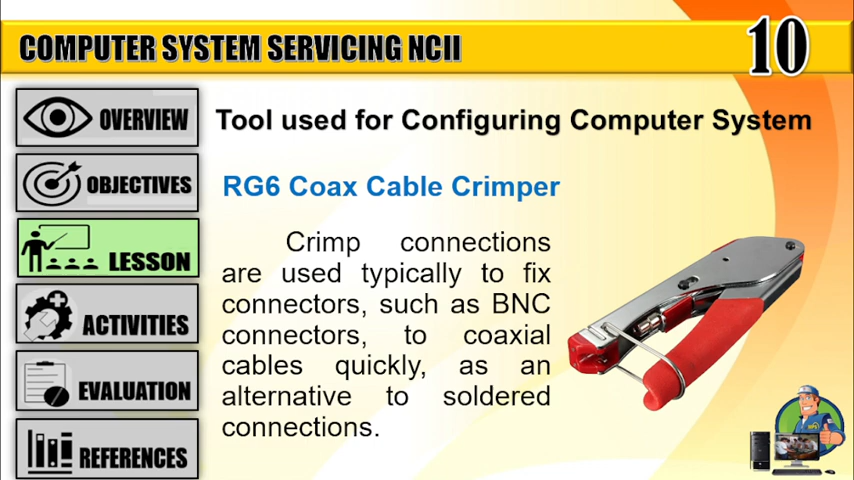 COMPUTER SYSTEM SERVICING NCII
10
OVERVIEW
OBJECTIVES
LESSON
ACTIVITIES
EVALUATION
REFERENCES
Tool used for Configuring Computer System
RG6 Coax Cable Crimper
Crimp connections
are used typically to fix
connectors, such as BNC
connectors, to coaxial
cables quickly, as an
alternative to soldered
connections.